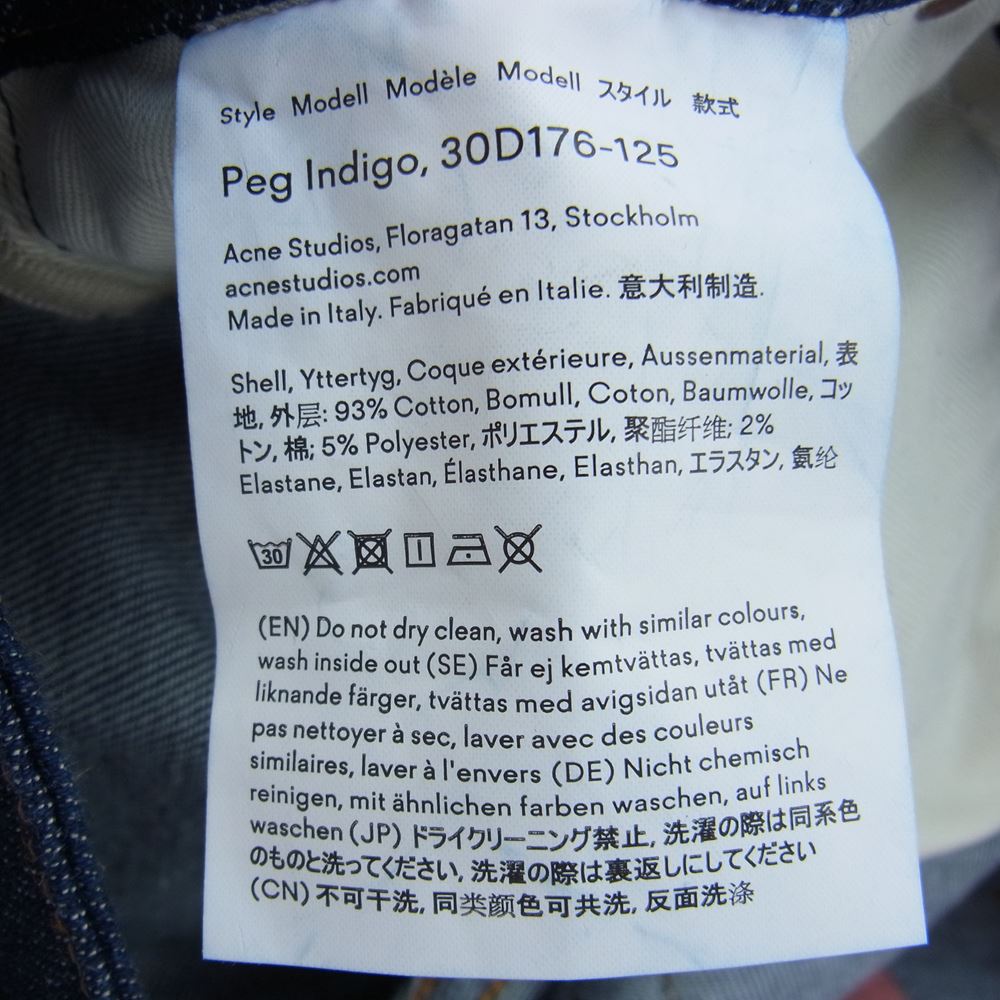 Style Modell Modèle Modell スタイル 款式
Peg Indigo, 30D176-125
Acne Studios, Floragatan 13, Stockholm
acnestudios.com
Made in Italy. Fabriqué en Italie. 意大利制造.
Shell, Yttertyg, Coque extérieure, Aussenmaterial, 表
地, 外层: 93% Cotton, Bomull, Coton, Baumwolle, コッ
トン, 棉; 5% Polyester, ポリエステル, 聚酯纤维; 2%
Elastane, Elastan, Élasthane, Elasthan, エラスタン, 氨纶
30
(EN) Do not dry clean, wash with similar colours,
wash inside out (SE) Får ej kemtvättas, tvättas med
liknande färger, tvättas med avigsidan utåt (FR) Ne
pas nettoyer à sec, laver avec des couleurs
similaires, laver à l'envers (DE) Nicht chemisch
reinigen, mit ähnlichen farben waschen, auf links
waschen (JP) ドライクリーニング禁止, 洗濯の際は同系色
のものと洗ってください, 洗濯の際は裏返しにしてください
(CN) 不可干洗, 同类颜色可共洗, 反面洗涤